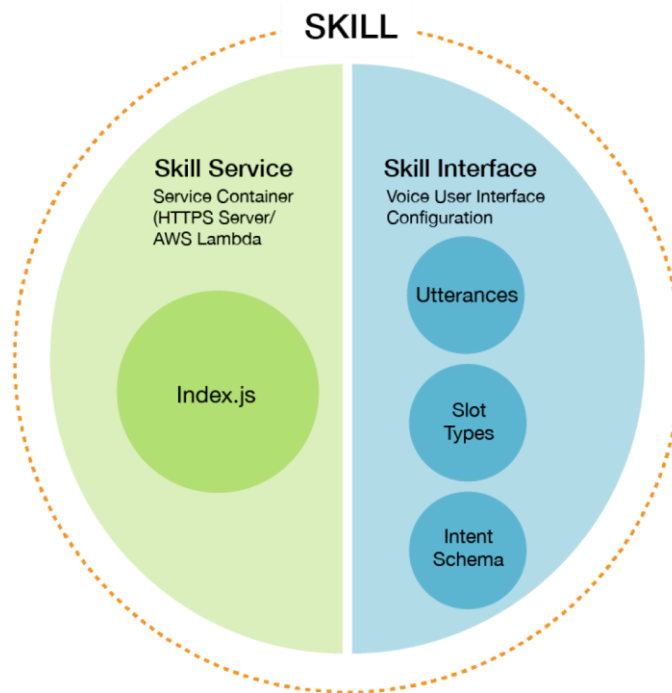 SKILL
Skill Service
Service Container
(HTTPS Server/
AWS Lambda
Index.js
Skill Interface
Voice User Interface
Configuration
Utterances
Slot
Types
Intent
Schema